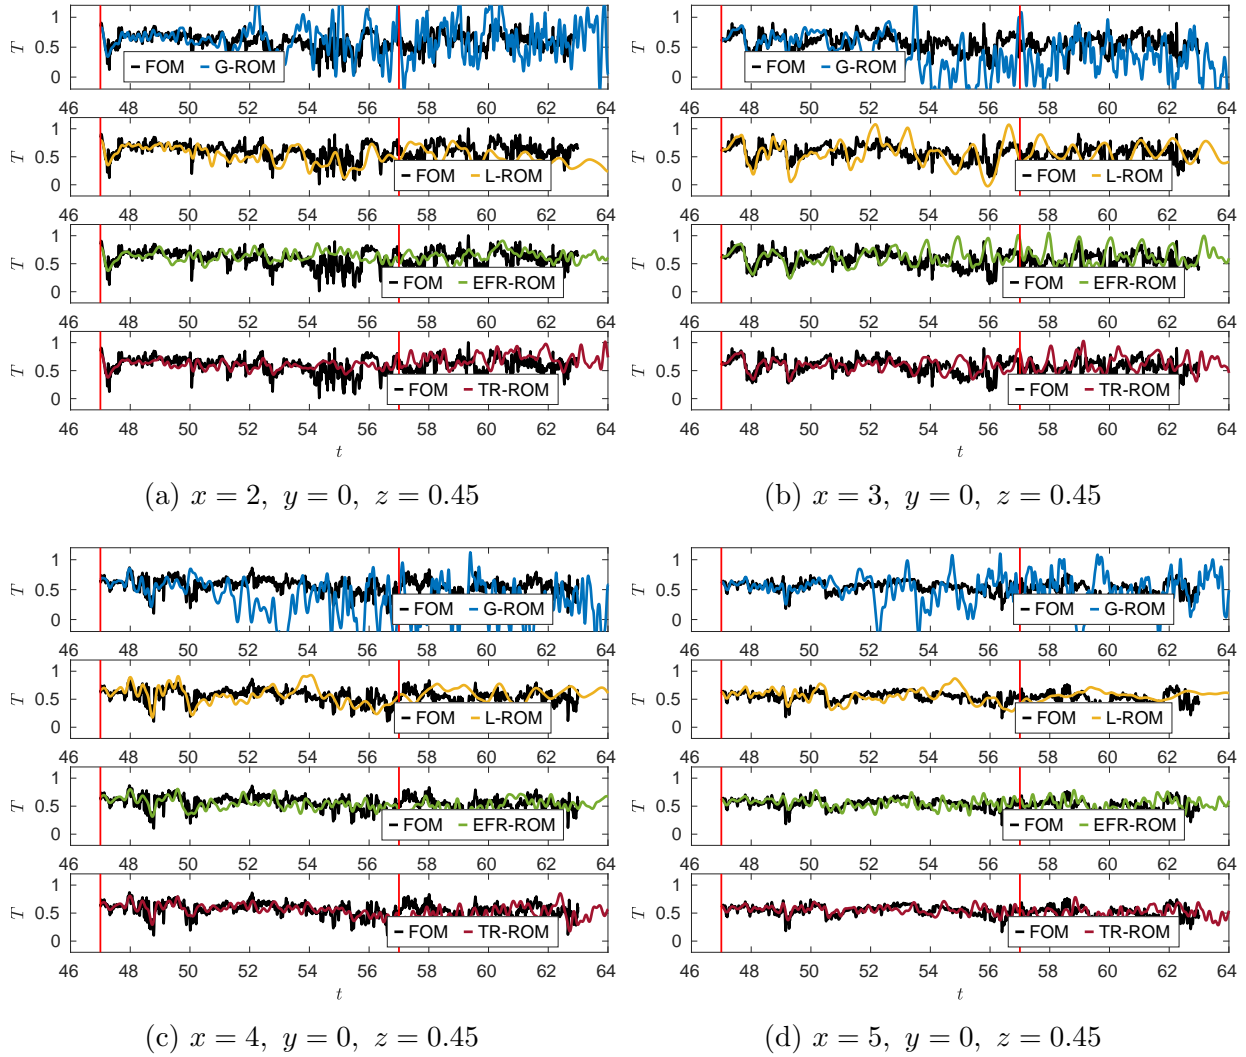 T
1
0.5
0
FOM G-ROM
46 48 50 52 54 56 58 60 62 64
T
1
0.5
0
FOM L-ROM
46 48 50 52 54 56 58 60 62 64
T
1
0.5
0
FOM EFR-ROM
46 48 50 52 54 56 58 60 62 64
T
1
0.5
0
FOM TR-ROM
46 48 50 52 54 56 58 60 62 64
t
(a) x = 2, y = 0, z = 0.45
T
1
0.5
0
FOM G-ROM
46 48 50 52 54 56 58 60 62 64
T
1
0.5
0
FOM L-ROM
46 48 50 52 54 56 58 60 62 64
T
1
0.5
0
FOM EFR-ROM
46 48 50 52 54 56 58 60 62 64
T
1
0.5
0
FOM TR-ROM
46 48 50 52 54 56 58 60 62 64
t
(b) x = 3, y = 0, z = 0.45
T
1
0.5
0
FOM G-ROM
46 48 50 52 54 56 58 60 62 64
T
1
0.5
0
FOM L-ROM
46 48 50 52 54 56 58 60 62 64
T
1
0.5
0
FOM EFR-ROM
46 48 50 52 54 56 58 60 62 64
T
1
0.5
0
FOM TR-ROM
46 48 50 52 54 56 58 60 62 64
t
(c) x = 4, y = 0, z = 0.45
T
1
0.5
0
FOM G-ROM
46 48 50 52 54 56 58 60 62 64
T
1
0.5
0
FOM L-ROM
46 48 50 52 54 56 58 60 62 64
T
1
0.5
0
FOM EFR-ROM
46 48 50 52 54 56 58 60 62 64
T
1
0.5
0
FOM TR-ROM
46 48 50 52 54 56 58 60 62 64
t
(d) x = 5, y = 0, z = 0.45